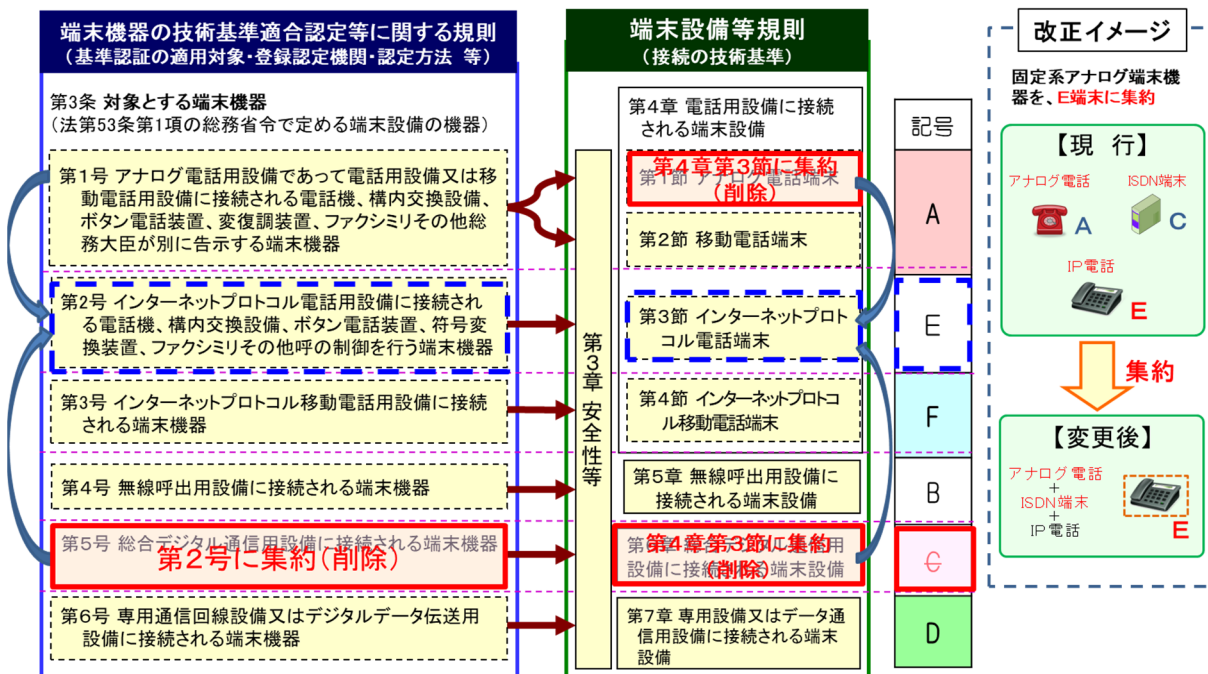 端末機器の技術基準適合認定等に関する規則
(基準認証の適用対象・登録認定機関・認定方法 等)
第3条 対象とする端末機器
(法第53条第1項の総務省令で定める端末設備の機器)
第1号 アナログ電話用設備であって電話用設備又は移
動電話用設備に接続される電話機、構内交換設備、
ボタン電話装置、変復調装置、ファクシミリその他総
務大臣が別に告示する端末機器
第2号 インターネットプロトコル電話用設備に接続され
る電話機、構内交換設備、ボタン電話装置、符号変
換装置、ファクシミリその他呼の制御を行う端末機器
第3号 インターネットプロトコル移動電話用設備に接続
される端末機器
第4号 無線呼出用設備に接続される端末機器
第5号 総合デジタル通信用設備に接続される端末機器
第2号に集約(削除)
第6号 専用通信回線設備又はデジタルデータ伝送用
設備に接続される端末機器
端末設備等規則
(接続の技術基準)
第3章 安全性等
第4章 電話用設備に接続
される端末設備
第1節 アナログ電話端末
第4章第3節に集約
(削除)
第2節 移動電話端末
第3節 インターネットプロト
コル電話端末
第4節 インターネットプロトコ
ル移動電話端末
第5章 無線呼出用設備に
接続される端末設備
第6章 総合デジタル通信用
設備に接続される端末設備
第4章第3節に集約
(削除)
第7章 専用設備又はデータ通
信用設備に接続される端末
設備
記号
A
E
F
B
C
D
改正イメージ
固定系アナログ端末機
器を、E端末に集約
【現 行】
アナログ電話
ISDN端末
A
C
IP電話
E
集約
【変更後】
アナログ電話
+
ISDN端末
+
IP電話
E